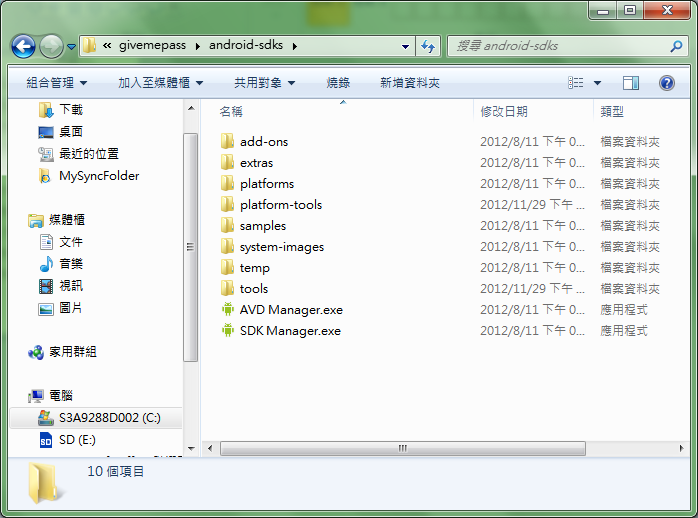 « givemepass android-sdks
搜尋 android-sdks
組合管理 加入至媒體櫃 共用對象 燒錄 新增資料夾
下載
桌面
最近的位置
MySyncFolder
媒體櫃
文件
音樂
視訊
圖片
家用群組
電腦
S3A9288D002 (C:)
SD (E:)
名稱 修改日期 類型
add-ons 2012/8/11 下午 0... 檔案資料夾
extras 2012/8/11 下午 0... 檔案資料夾
platforms 2012/8/11 下午 0... 檔案資料夾
platform-tools 2012/11/29 下午 ... 檔案資料夾
samples 2012/8/11 下午 0... 檔案資料夾
system-images 2012/8/11 下午 0... 檔案資料夾
temp 2012/8/11 下午 0... 檔案資料夾
tools 2012/11/29 下午 ... 檔案資料夾
AVD Manager.exe 2012/8/11 下午 0... 應用程式
SDK Manager.exe 2012/8/11 下午 0... 應用程式
10 個項目